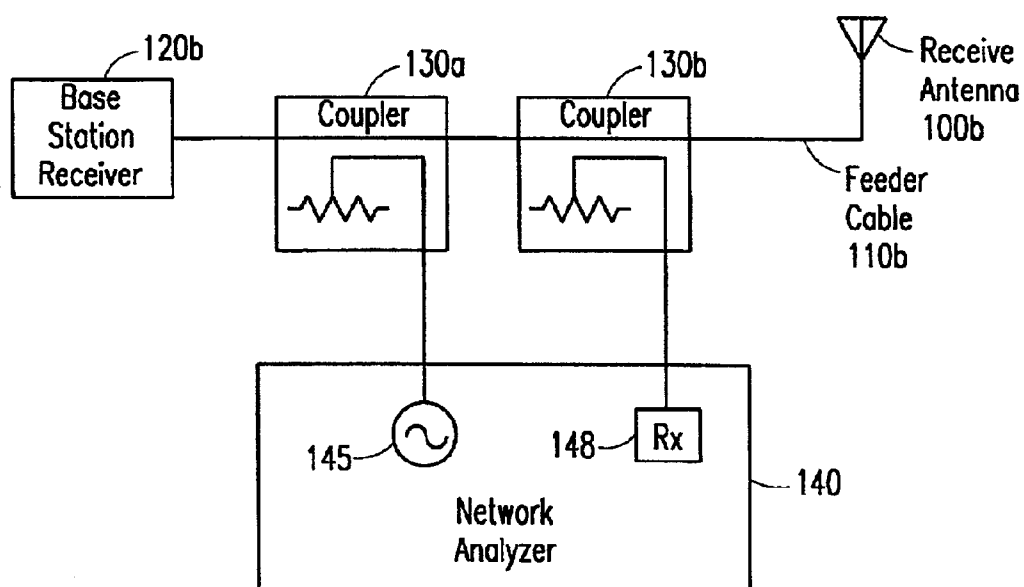 120b
Base
Station
Receiver
130a
Coupler
130b
Coupler
Receive
Antenna
100b
Feeder
Cable
110b
145
148
Rx
140
Network
Analyzer